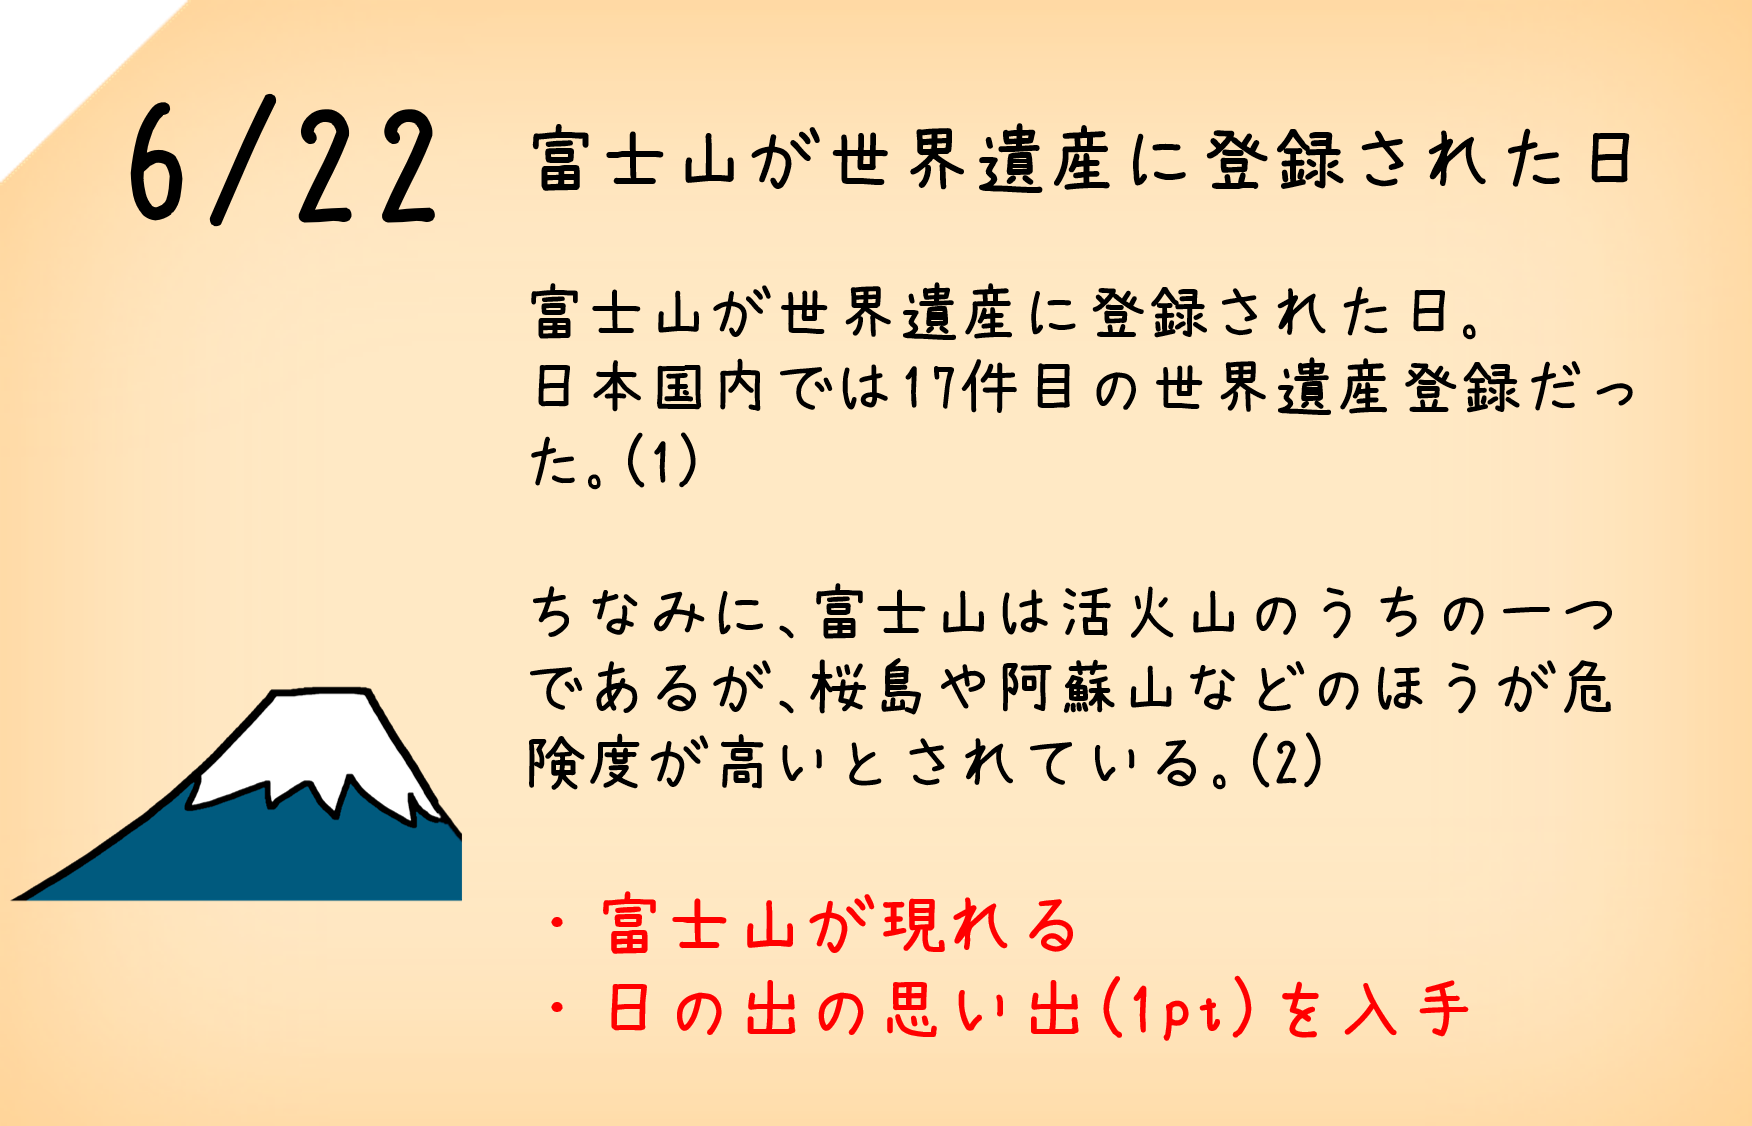 6/22
富士山が世界遺産に登録された日
富士山が世界遺産に登録された日。
日本国内では17件目の世界遺産登録だっ
た。(1)
ちなみに、富士山は活火山のうちの一つ
であるが、桜島や阿蘇山などのほうが危
険度が高いとされている。(2)
・富士山が現れる
・日の出の思い出(1pt)を入手